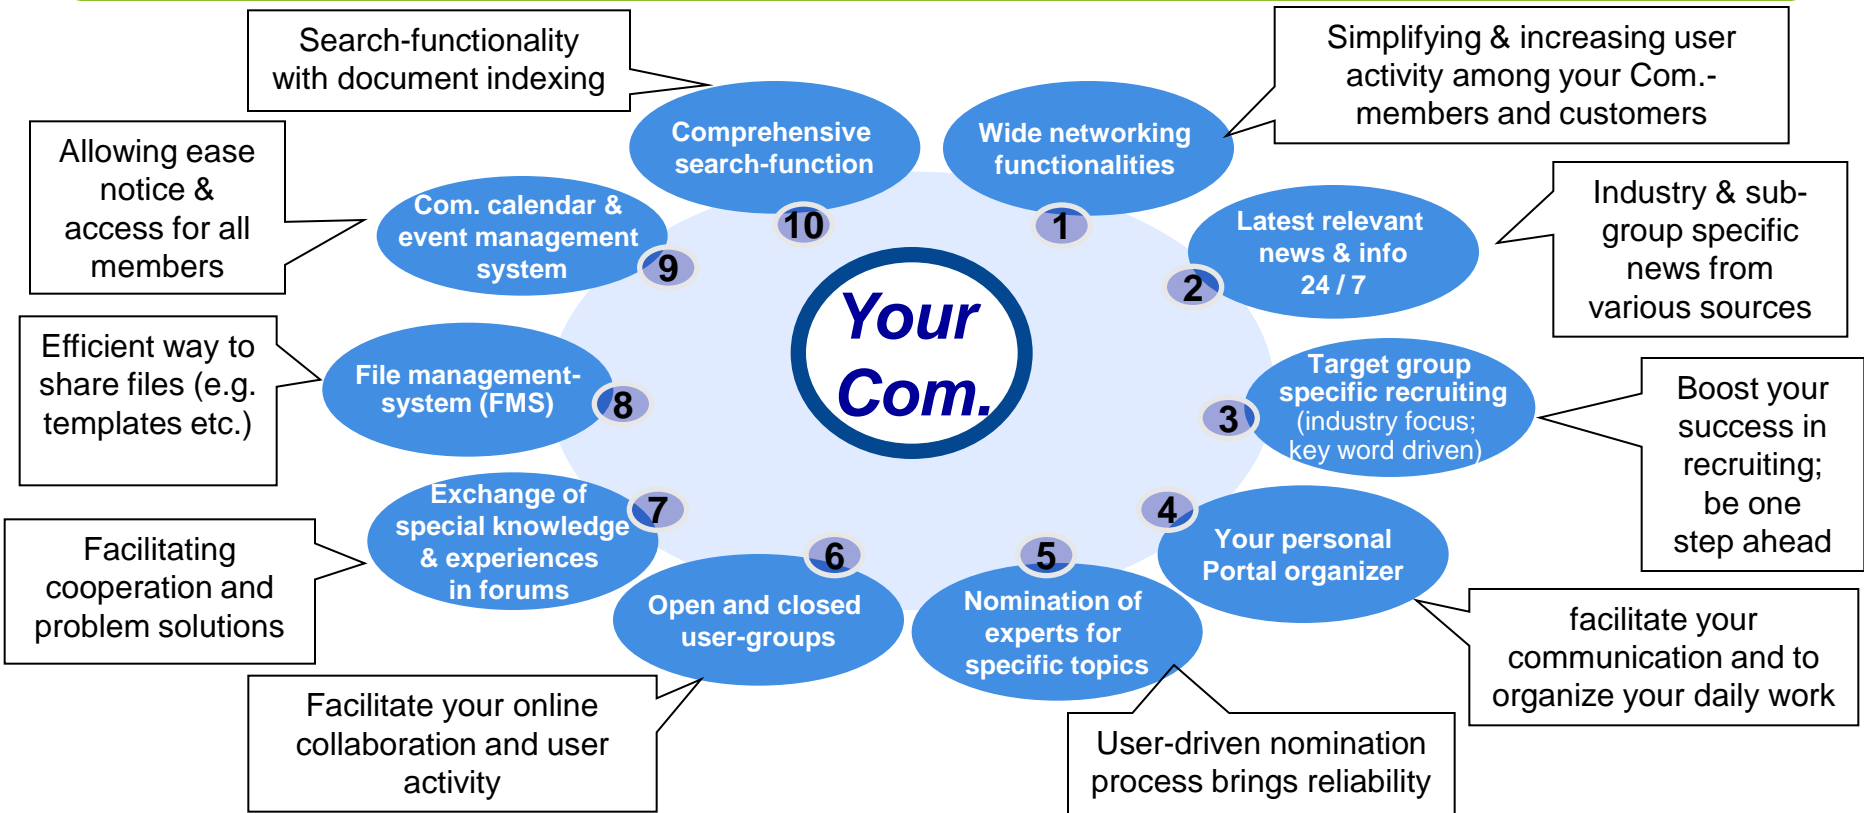 Search-functionality
with document indexing
Simplifying & increasing user
activity among your Com.-
members and customers
Comprehensive
search-function
Wide networking
functionalities
Allowing ease
notice &
access for all
members
Com. calendar &
event management
system
10
1
Latest relevant
news & info
24 / 7
Industry & sub-
group specific
news from
various sources
9
2
Your
Com.
Efficient way to
share files (e.g.
templates etc.)
File management-
system (FMS)
8
3
Target group
specific recruiting
(industry focus;
key word driven)
Boost your
success in
recruiting;
be one
step ahead
Exchange of
special knowledge
& experiences
in forums
7
4
Your personal
Portal organizer
Facilitating
cooperation and
problem solutions
6
5
Open and closed
user-groups
Nomination of
experts for
specific topics
facilitate your
communication and to
organize your daily work
Facilitate your online
collaboration and user
activity
User-driven nomination
process brings reliability